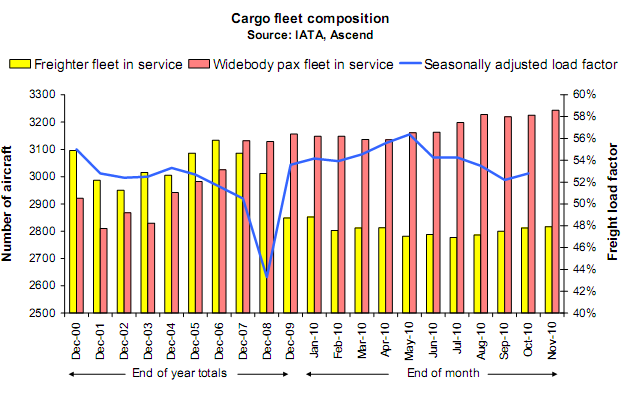 Cargo fleet composition
Source: IATA, Ascend
Freighter fleet in service Widebody pax fleet in service Seasonally adjusted load factor
3300 60%
3200 58%
3100 56%
3000 54%
2900 52%
2800 50%
2700 48%
2600 46%
2500 44%
42%
40%
Number of aircraft
Freight load factor
Dec-00 Dec-01 Dec-02 Dec-03 Dec-04 Dec-05 Dec-06 Dec-07 Dec-08 Dec-09 Jan-10 Feb-10 Mar-10 Apr-10 May-10 Jun-10 Jul-10 Aug-10 Sep-10 Oct-10 Nov-10
End of year totals End of month